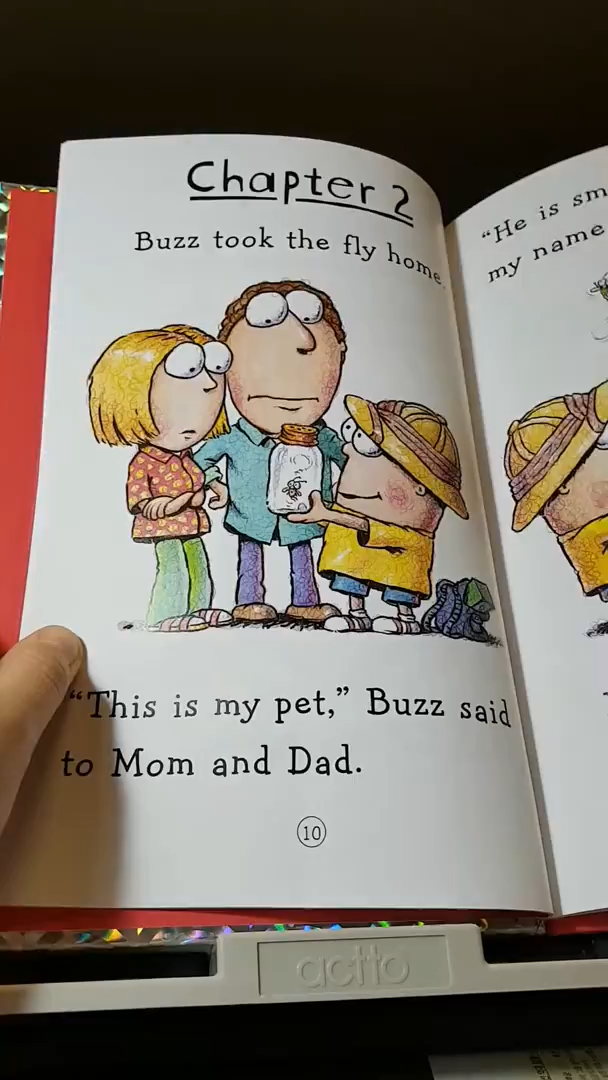 Chapter 2
Buzz took the fly home.
"This is my pet," Buzz said
to Mom and Dad.
10
"He is
my name
actto